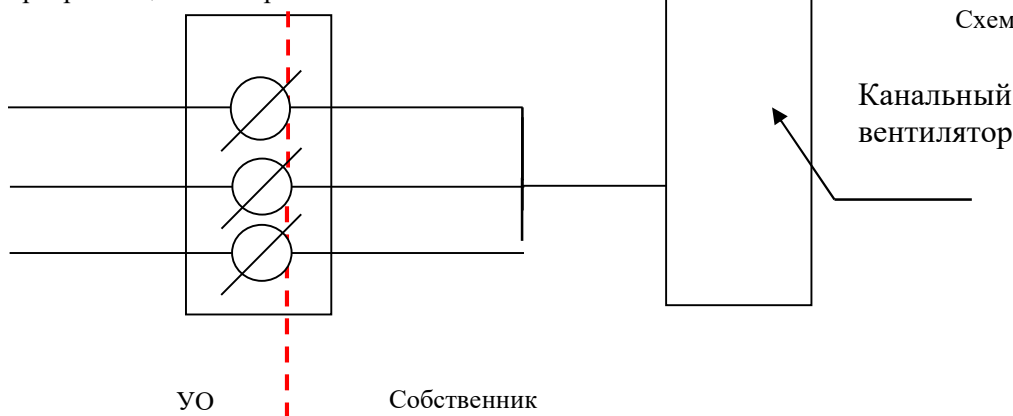 Схем
Канальный
вентилятор
УО
Собственник